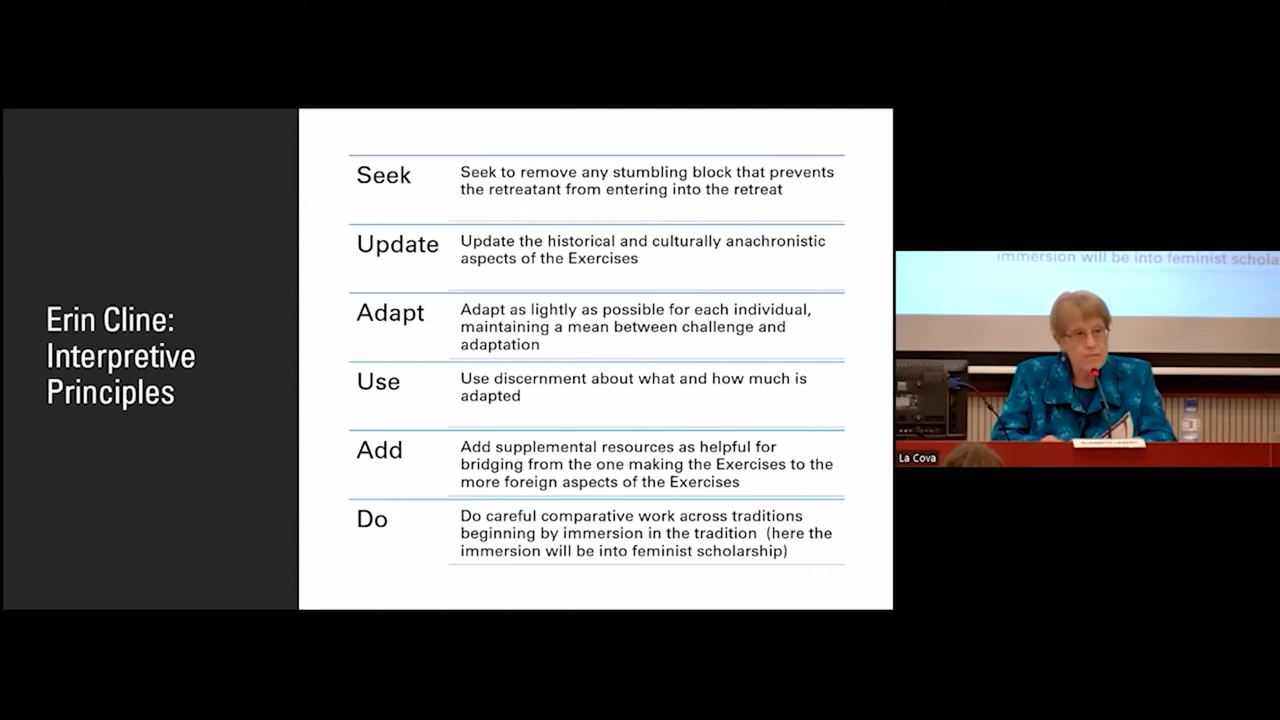 Erin Cline:
Interpretive
Principles
Seek
Seek to remove any stumbling block that prevents
the retreatant from entering into the retreat
Update
Update the historical and culturally anachronistic
aspects of the Exercises
Adapt
Adapt as lightly as possible for each individual,
maintaining a mean between challenge and
adaptation
Use
Use discernment about what and how much is
adapted
Add
Add supplemental resources as helpful for
bridging from the one making the Exercises to the
more foreign aspects of the Exercises
Do
Do careful comparative work across traditions
beginning by immersion in the tradition (here the
immersion will be into feminist scholarship)
immersion will be into feminist schola
La Cova